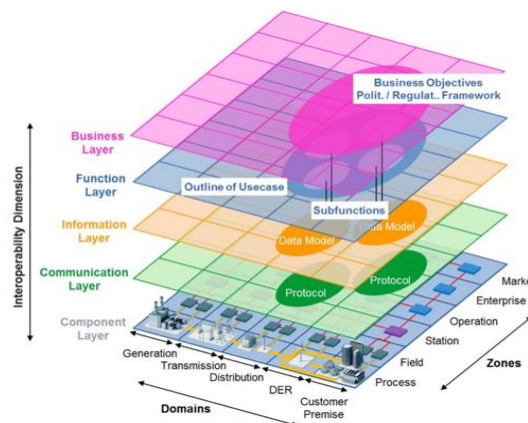 Business Objectives
Polit. / Regulat.. Framework
Business
Layer
Function
Layer
Outline of Usecase
Subfunctions
Interoperability Dimension
Information
Layer
Data Model
Data Model
Communication
Layer
Protocol
Protocol
Component
Layer
Market
Enterprise
Operation
Station
Field
Process
Zones
Generation
Transmission
Distribution
DER
Customer
Premise
Domains